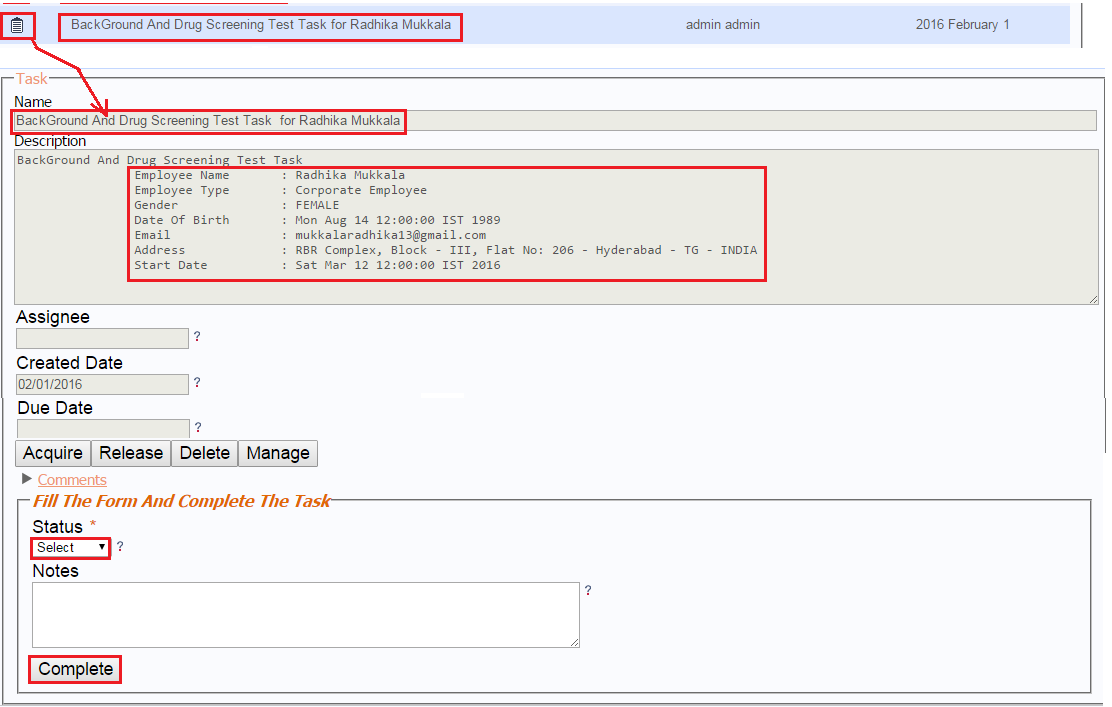 BackGround And Drug Screening Test Task for Radhika Mukkala admin admin 2016 February 1
Task
Name
BackGround And Drug Screening Test Task  for Radhika Mukkala
Description
BackGround And Drug Screening Test Task
Employee Name : Radhika Mukkala
Employee Type : Corporate Employee
Gender : FEMALE
Date Of Birth : Mon Aug 14 12:00:00 IST 1989
Email : mukkalaradhika13@gmail.com
Address : RBR Complex, Block - III, Flat No: 206 - Hyderabad - TG - INDIA
Start Date : Sat Mar 12 12:00:00 IST 2016
Assignee
?
Created Date
02/01/2016 ?
Due Date
?
Acquire Release Delete Manage
Comments
Fill The Form And Complete The Task
Status *
Select ?
Notes
?
Complete